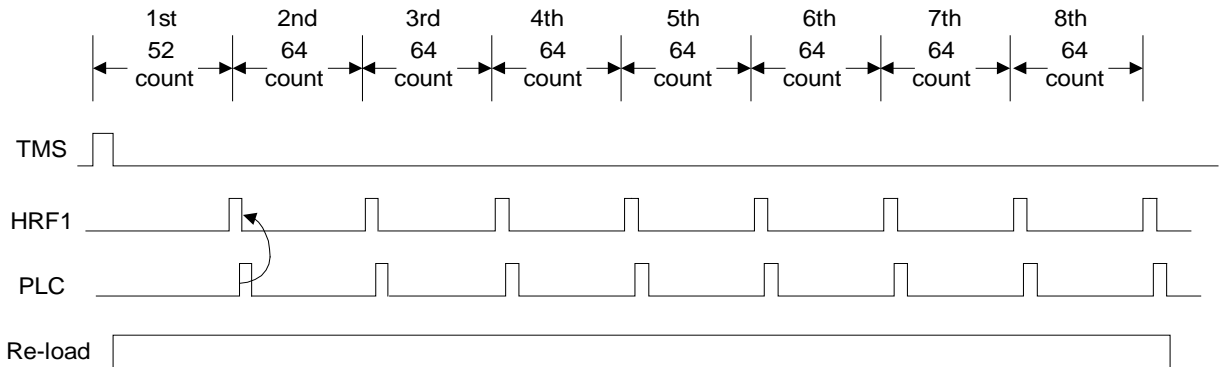 1st 2nd 3rd 4th 5th 6th 7th 8th
52 64 64 64 64 64 64 64
count count count count count count count count
TMS
HRF1
PLC
Re-load